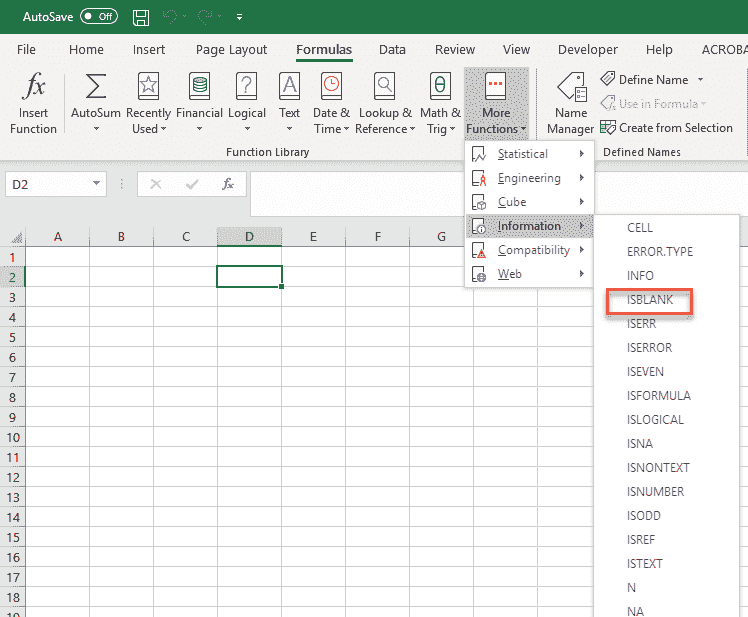 AutoSave Off
File Home Insert Page Layout Formulas Data Review View Developer Help ACROBA
fx Σ ? A θ
Insert Function
AutoSum
Recently Used
Financial
Logical
Text
Date & Time
Lookup & Reference
Math & Trig
More Functions
Name Manager
Define Name
Use in Formula
Create from Selection
Function Library
Defined Names
D2
fx
Statistical
Engineering
Cube
Information
Compatibility
Web
CELL
ERROR.TYPE
INFO
ISBLANK
ISERR
ISERROR
ISEVEN
ISFORMULA
ISLOGICAL
ISNA
ISNONTEXT
ISNUMBER
ISODD
ISREF
ISTEXT
N
NA
A B C D E F G
1
2
3
4
5
6
7
8
9
10
11
12
13
14
15
16
17
18
19